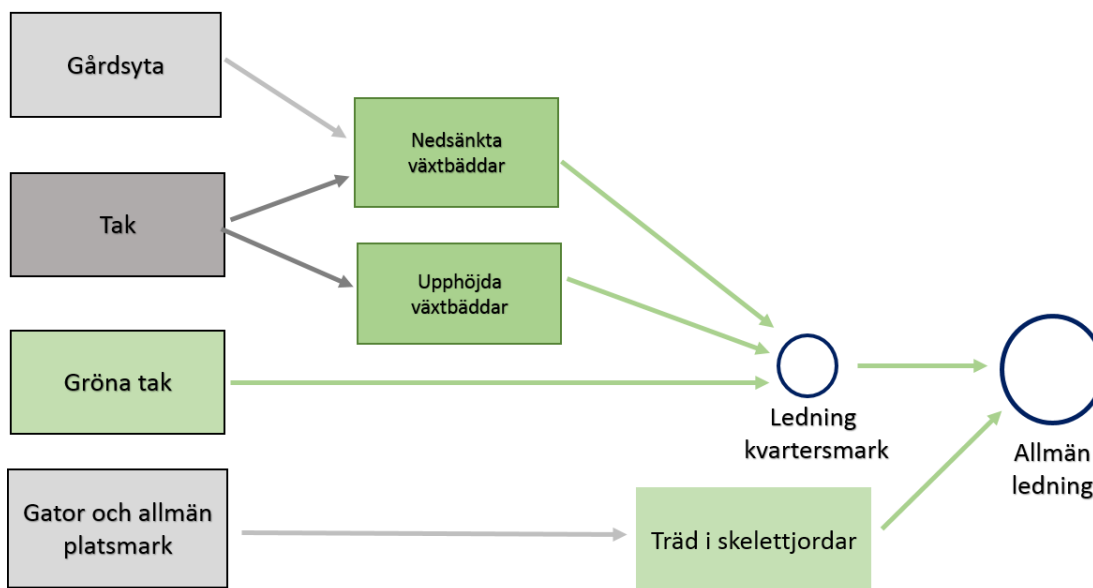 Gårdsyta
Nedsänkta
växtbäddar
Tak
Upphöjda
växtbäddar
Gröna tak
Ledning
kvartersmark
Allmän
ledning
Gator och allmän
platsmark
Träd i skelettjordar